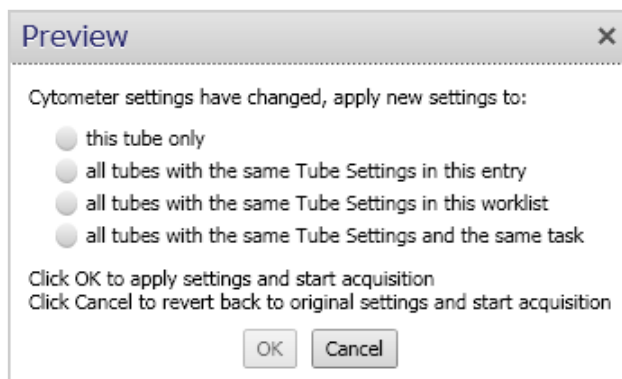 Preview
Cytometer settings have changed, apply new settings to:
this tube only
all tubes with the same Tube Settings in this entry
all tubes with the same Tube Settings in this worklist
all tubes with the same Tube Settings and the same task
Click OK to apply settings and start acquisition
Click Cancel to revert back to original settings and start acquisition
OK Cancel